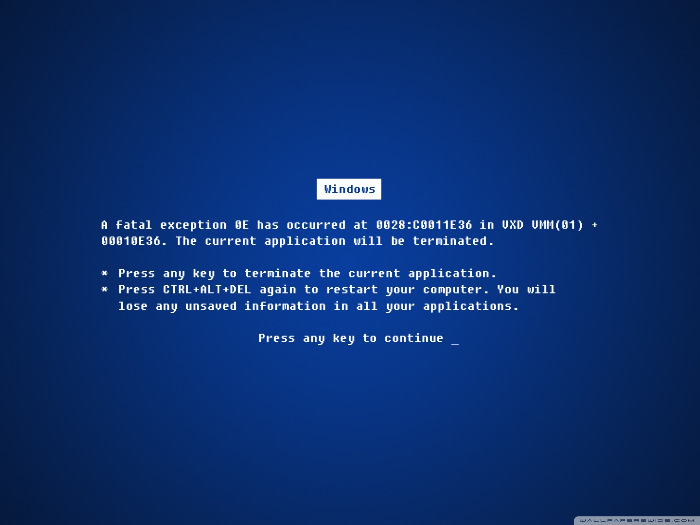 Windows
A fatal exception 0E has occurred at 0028:C0011E36 in VXD VMM(01) +
00010E36. The current application will be terminated.
* Press any key to terminate the current application.
* Press CTRL+ALT+DEL again to restart your computer. You will
lose any unsaved information in all your applications.
Press any key to continue _